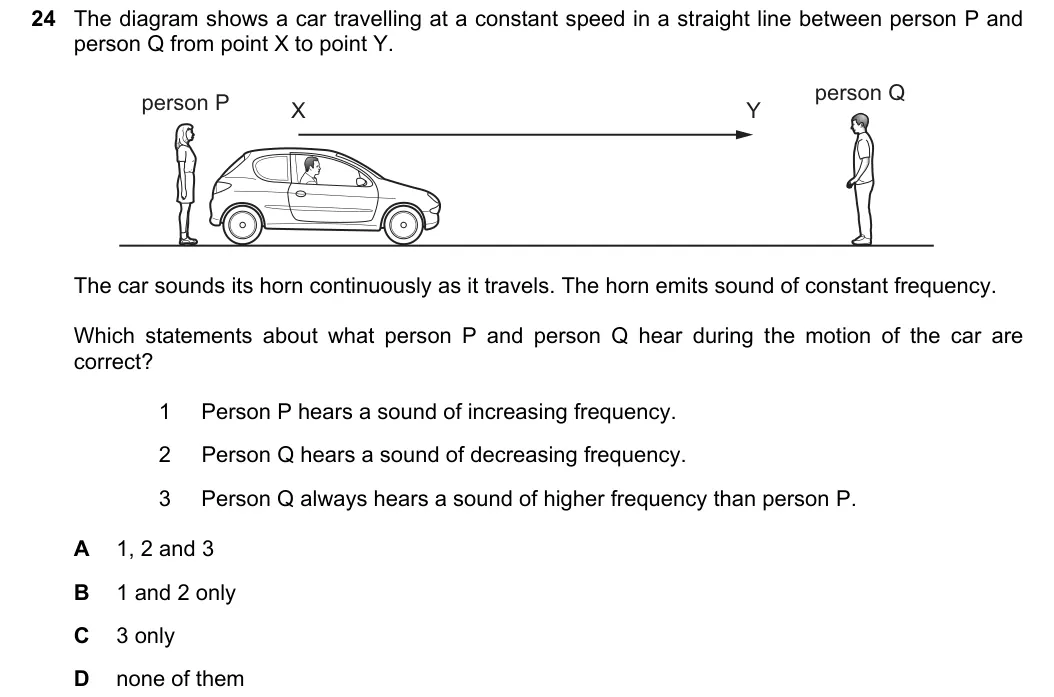 24 The diagram shows a car travelling at a constant speed in a straight line between person P and
person Q from point X to point Y.
person P
X
Y
person Q
The car sounds its horn continuously as it travels. The horn emits sound of constant frequency.
Which statements about what person P and person Q hear during the motion of the car are
correct?
1 Person P hears a sound of increasing frequency.
2 Person Q hears a sound of decreasing frequency.
3 Person Q always hears a sound of higher frequency than person P.
A 1, 2 and 3
B 1 and 2 only
C 3 only
D none of them